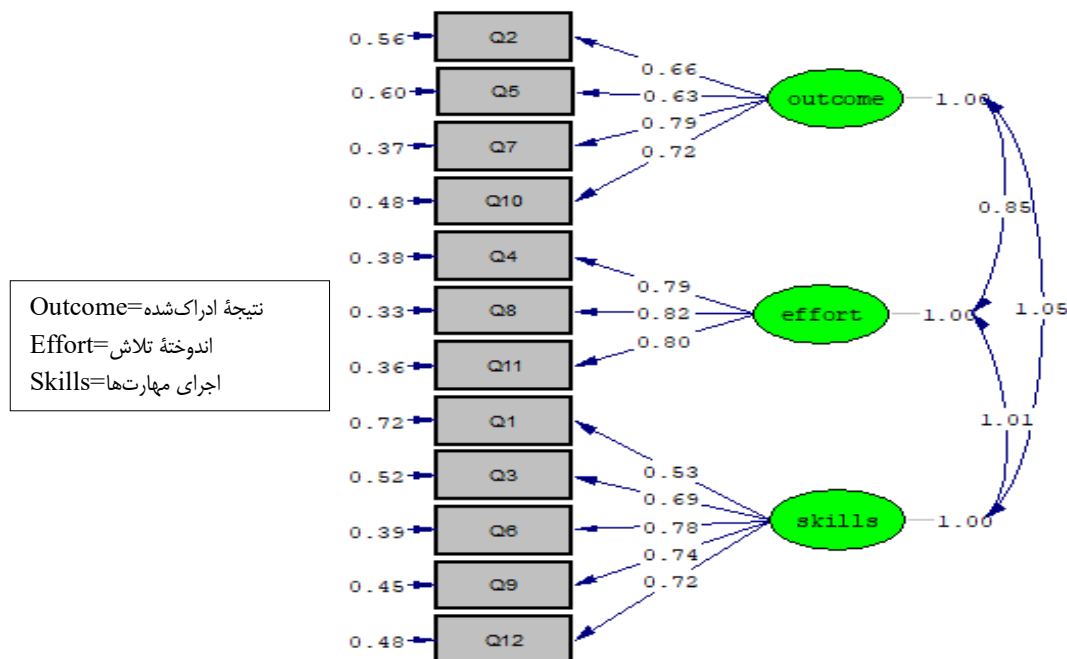 0.56 Q2
0.66
0.60 Q5 0.63 outcome 1.00
0.37 Q7 0.79
0.72
0.48 Q10
0.85
0.38 Q4
0.79
Outcome=نتیجۀ ادراک‌شده
0.33 Q8 0.82 effort 1.00 1.05
Effort=اندوختۀ تلاش
0.80
0.36 Q11
Skills=اجرای مهارت‌ها
0.72 Q1 1.01
0.53
0.52 Q3
0.69
0.39 Q6 0.78 skills 1.00
0.74
0.45 Q9 0.72
0.48 Q12